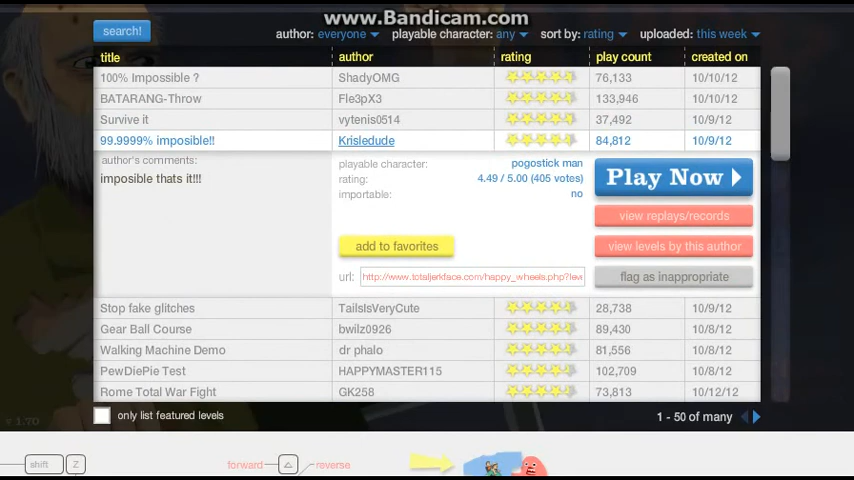 www.Bandicam.com
search! author: everyone playable character: any sort by: rating uploaded: this week
title author rating play count created on
100% Impossible ? ShadyOMG 76,133 10/10/12
BATARANG-Throw Fle3pX3 133,946 10/10/12
Survive it vytenis0514 37,492 10/9/12
99.9999% imposible!! Krisledude 84,812 10/9/12
author's comments:
imposible thats it!!!
playable character: pogostick man
rating: 4.49 / 5.00 (405 votes)
importable: no
Play Now
view replays/records
add to favorites view levels by this author
url: http://www.totaljerkface.com/happy_wheels.php?lev flag as inappropriate
Stop fake glitches TailsIsVeryCute 28,738 10/9/12
Gear Ball Course bwilz0926 89,430 10/8/12
Walking Machine Demo dr phalo 81,556 10/8/12
PewDiePie Test HAPPYMASTER115 102,709 10/8/12
Rome Total War Fight GK258 73,813 10/12/12
only list featured levels 1 - 50 of many
v 1.70
shift Z forward reverse